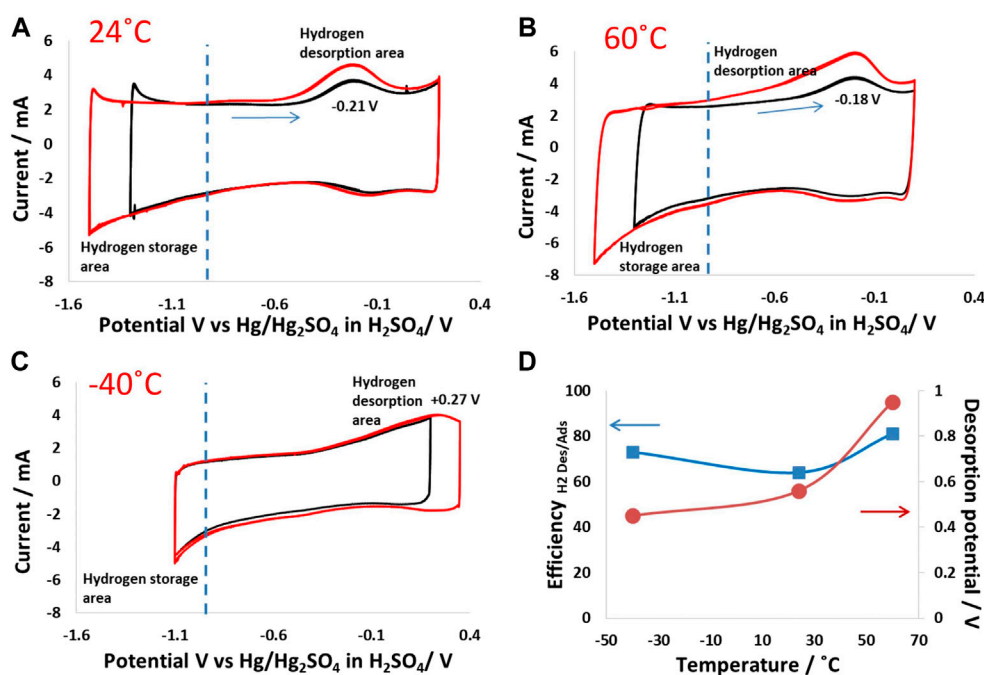 A
24˚C
6
4
2
0
-2
-4
-6
-8
Current / mA
Hydrogen
desorption area
-0.21 V
Hydrogen storage
area
-1.6
-1.1
-0.6
-0.1
0.4
Potential V vs Hg/Hg2SO4 in H2SO4/ V
B
60˚C
6
4
2
0
-2
-4
-6
-8
Current / mA
Hydrogen
desorption area
-0.18 V
Hydrogen
storage area
-1.6
-1.1
-0.6
-0.1
0.4
Potential V vs Hg/Hg2SO4 in H2SO4/ V
C
-40˚C
6
4
2
0
-2
-4
-6
-8
Current / mA
Hydrogen
desorption
area
+0.27 V
Hydrogen storage
area
-1.6
-1.1
-0.6
-0.1
0.4
Potential V vs Hg/Hg2SO4 in H2SO4/ V
D
100
80
60
40
20
0
Efficiency H2 Des/Ads
1
0.8
0.6
0.4
0.2
0
Desorption potential / V
-50
-10
30
70
Temperature / ˚C